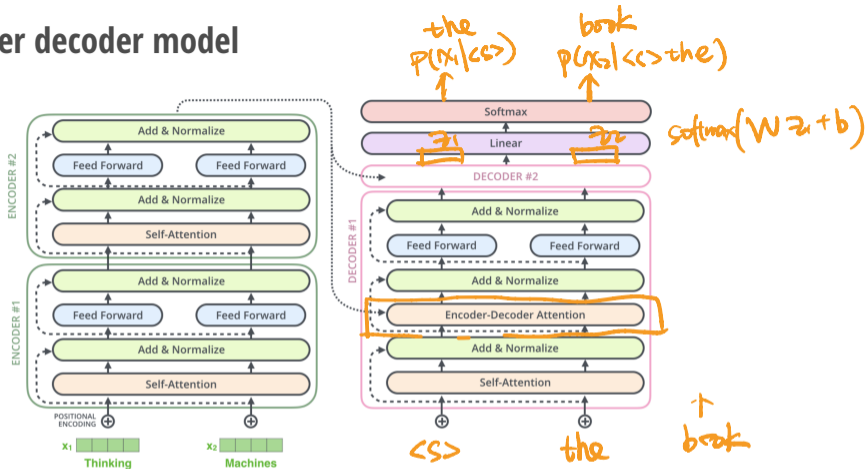 er decoder model
the
p(x₁|<s>)
book
p(x₂|<s> the)
Softmax
z₁
Linear
z₂
softmax(W z₁ + b)
DECODER #2
ENCODER #2
Add & Normalize
Feed Forward
Feed Forward
Add & Normalize
Self-Attention
ENCODER #1
Add & Normalize
Feed Forward
Feed Forward
Add & Normalize
Self-Attention
POSITIONAL
ENCODING
x₁
x₂
Thinking
Machines
DECODER #1
Add & Normalize
Feed Forward
Feed Forward
Add & Normalize
Encoder-Decoder Attention
Add & Normalize
Self-Attention
<s>
the
book